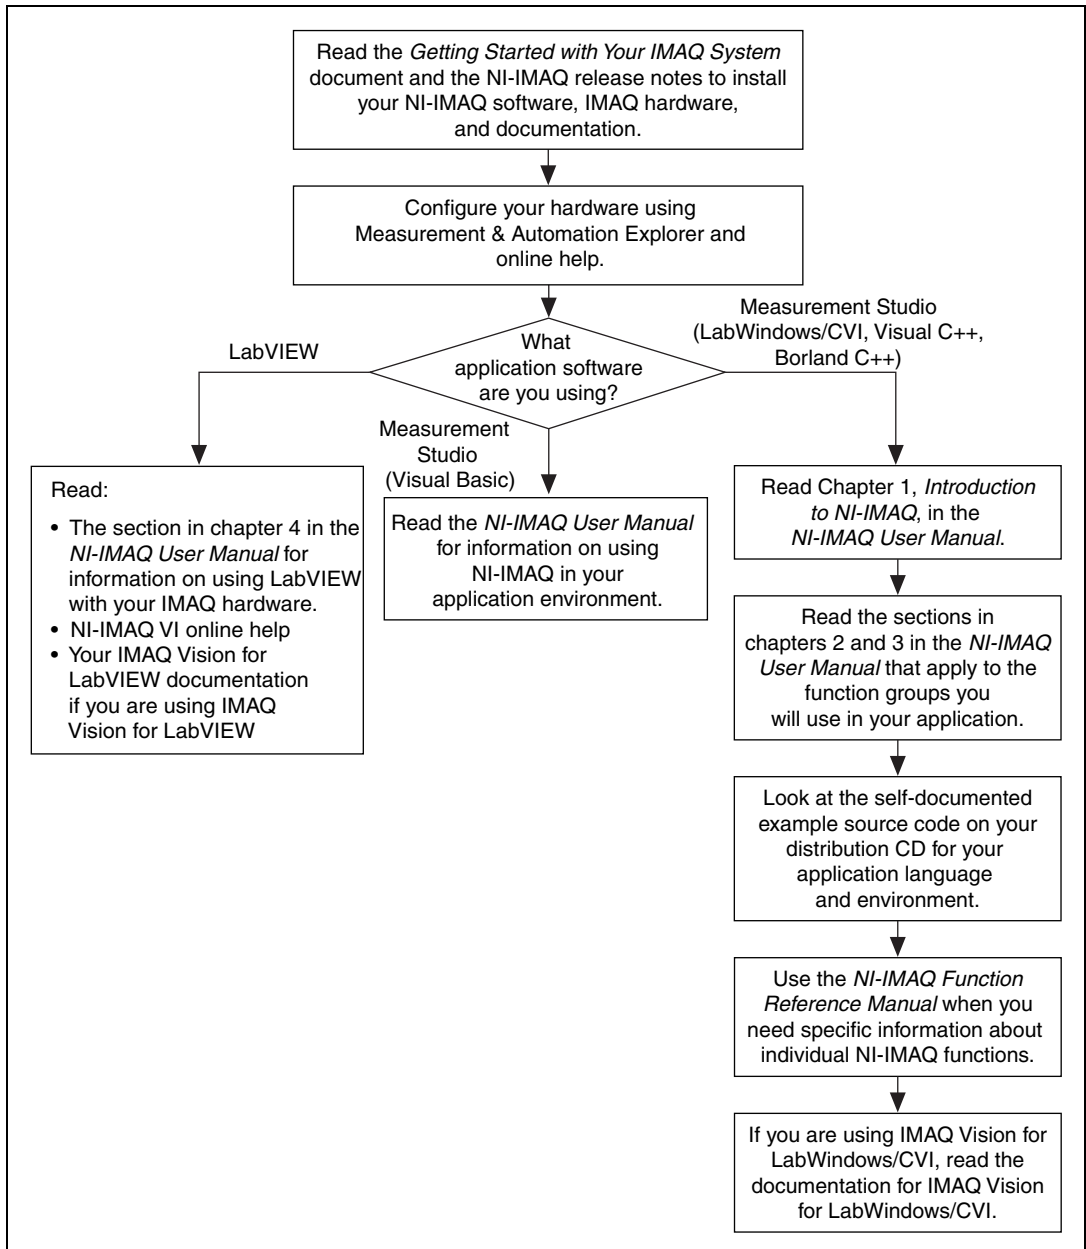 Read the Getting Started with Your IMAQ System
document and the NI-IMAQ release notes to install
your NI-IMAQ software, IMAQ hardware,
and documentation.
Configure your hardware using
Measurement & Automation Explorer and
online help.
What
application software
are you using?
LabVIEW
Measurement
Studio
(Visual Basic)
Measurement Studio
(LabWindows/CVI, Visual C++,
Borland C++)
Read:
• The section in chapter 4 in the
NI-IMAQ User Manual for
information on using LabVIEW
with your IMAQ hardware.
• NI-IMAQ VI online help
• Your IMAQ Vision for
LabVIEW documentation
if you are using IMAQ
Vision for LabVIEW
Read the NI-IMAQ User Manual
for information on using
NI-IMAQ in your
application environment.
Read Chapter 1, Introduction
to NI-IMAQ, in the
NI-IMAQ User Manual.
Read the sections in
chapters 2 and 3 in the NI-IMAQ
User Manual that apply to the
function groups you
will use in your application.
Look at the self-documented
example source code on your
distribution CD for your
application language
and environment.
Use the NI-IMAQ Function
Reference Manual when you
need specific information about
individual NI-IMAQ functions.
If you are using IMAQ Vision for
LabWindows/CVI, read the
documentation for IMAQ Vision
for LabWindows/CVI.